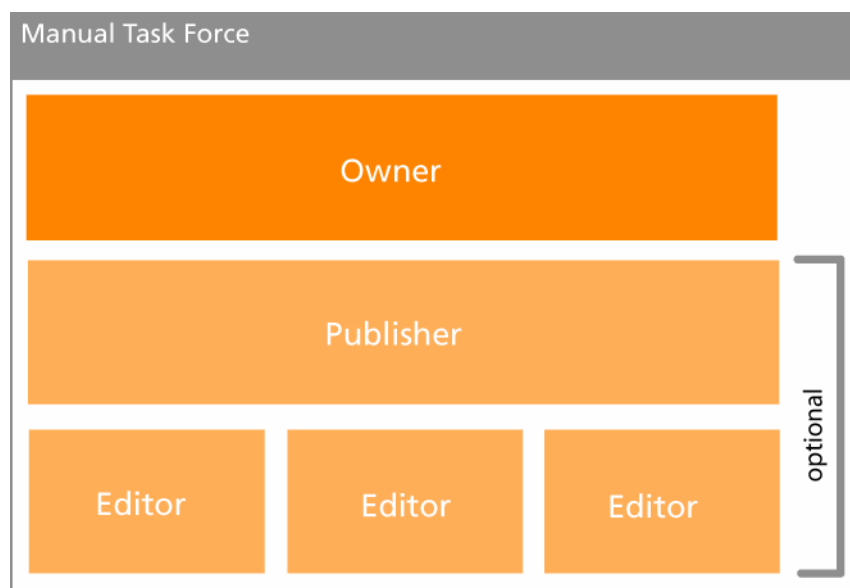 Manual Task Force
Owner
Publisher
optional
Editor
Editor
Editor